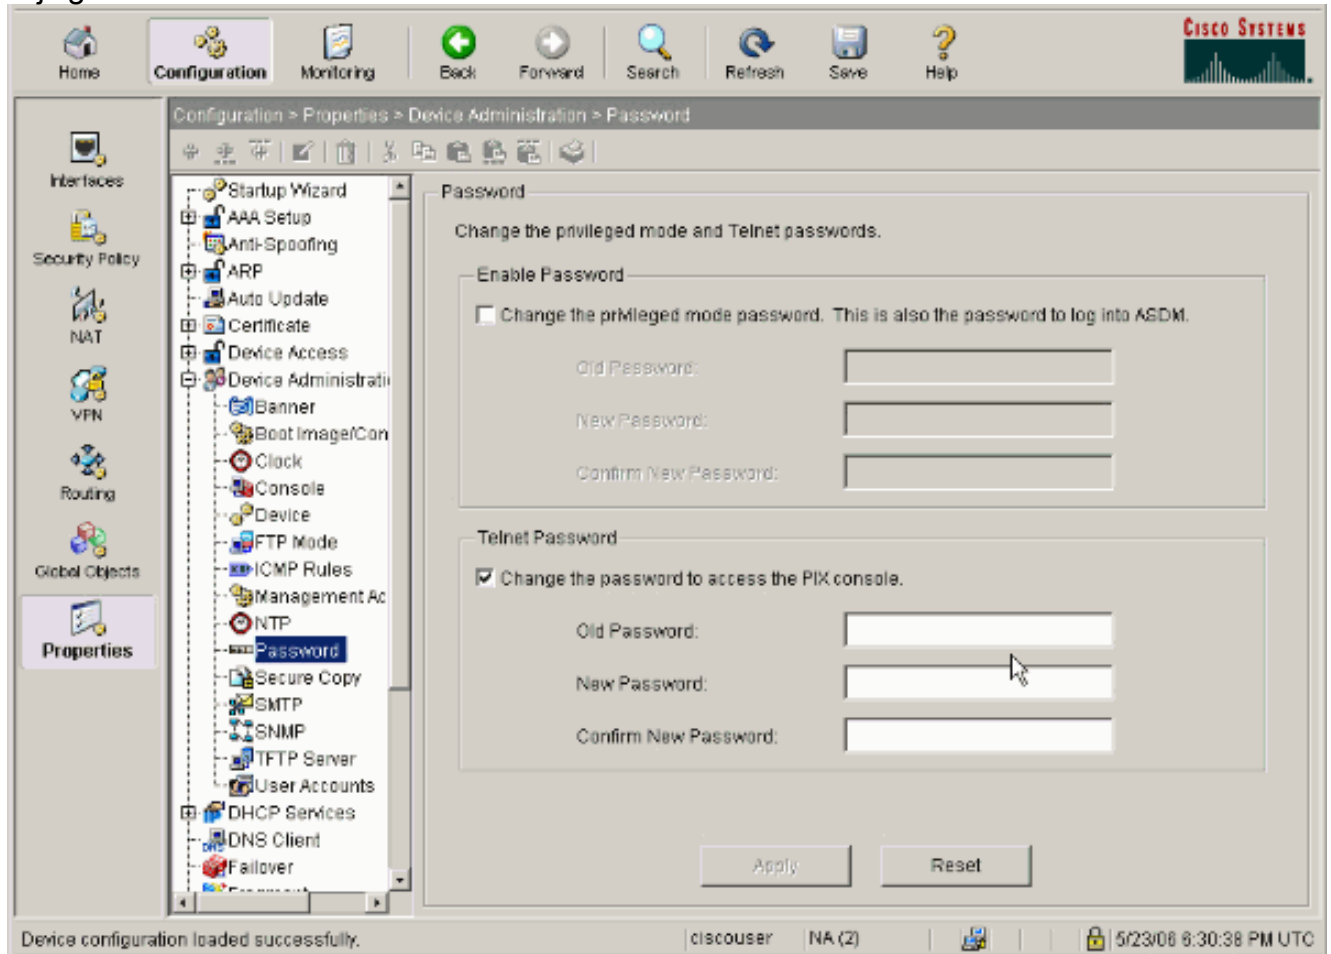 Home
Configuration
Monitoring
Back
Forward
Search
Refresh
Save
Help
CISCO SYSTEMS
Configuration > Properties > Device Administration > Password
Interfaces
Security Policy
NAT
VPN
Routing
Global Objects
Properties
Startup Wizard
AAA Setup
Anti-Spoofing
ARP
Auto Update
Certificate
Device Access
Device Administrati
Banner
Boot Image/Con
Clock
Console
Device
FTP Mode
ICMP Rules
Management Ac
NTP
Password
Secure Copy
SMTP
SNMP
TFTP Server
User Accounts
DHCP Services
DNS Client
Failover
Password
Change the privileged mode and Telnet passwords.
Enable Password
Change the privileged mode password. This is also the password to log into ASDM.
Old Password:
New Password:
Confirm New Password:
Telnet Password
Change the password to access the PIX console.
Old Password:
New Password:
Confirm New Password:
Apply
Reset
Device configuration loaded successfully.
ciscouser
NA (2)
5/23/06 6:30:38 PM UTC